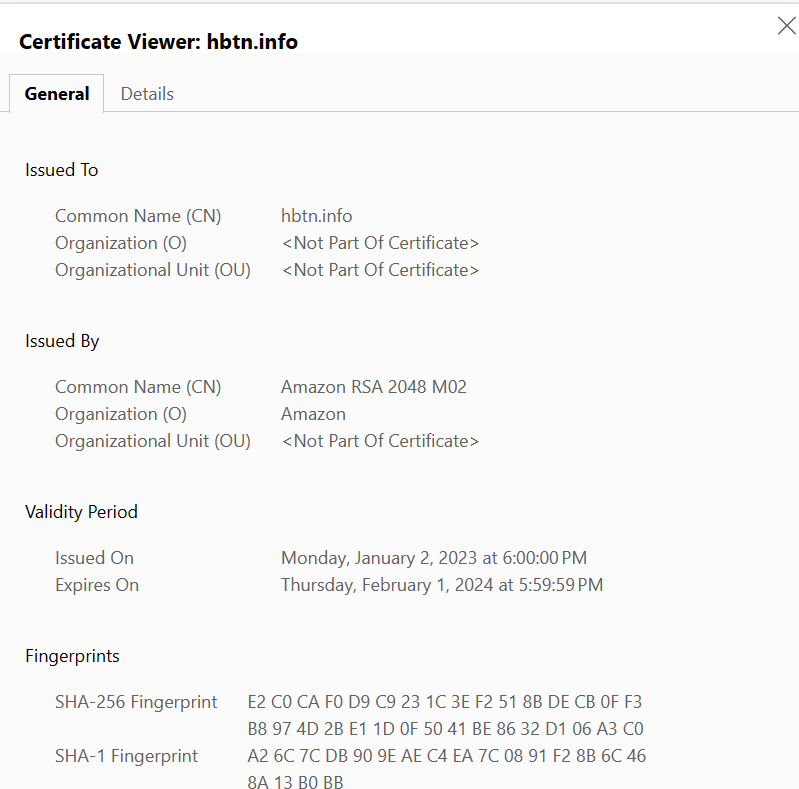 Certificate Viewer: hbtn.info
General Details
Issued To
Common Name (CN) hbtn.info
Organization (O) <Not Part Of Certificate>
Organizational Unit (OU) <Not Part Of Certificate>
Issued By
Common Name (CN) Amazon RSA 2048 M02
Organization (O) Amazon
Organizational Unit (OU) <Not Part Of Certificate>
Validity Period
Issued On Monday, January 2, 2023 at 6:00:00 PM
Expires On Thursday, February 1, 2024 at 5:59:59 PM
Fingerprints
SHA-256 Fingerprint E2 C0 CA F0 D9 C9 23 1C 3E F2 51 8B DE CB 0F F3
B8 97 4D 2B E1 1D 0F 50 41 BE 86 32 D1 06 A3 C0
SHA-1 Fingerprint A2 6C 7C DB 90 9E AE C4 EA 7C 08 91 F2 8B 6C 46
8A 13 B0 BB